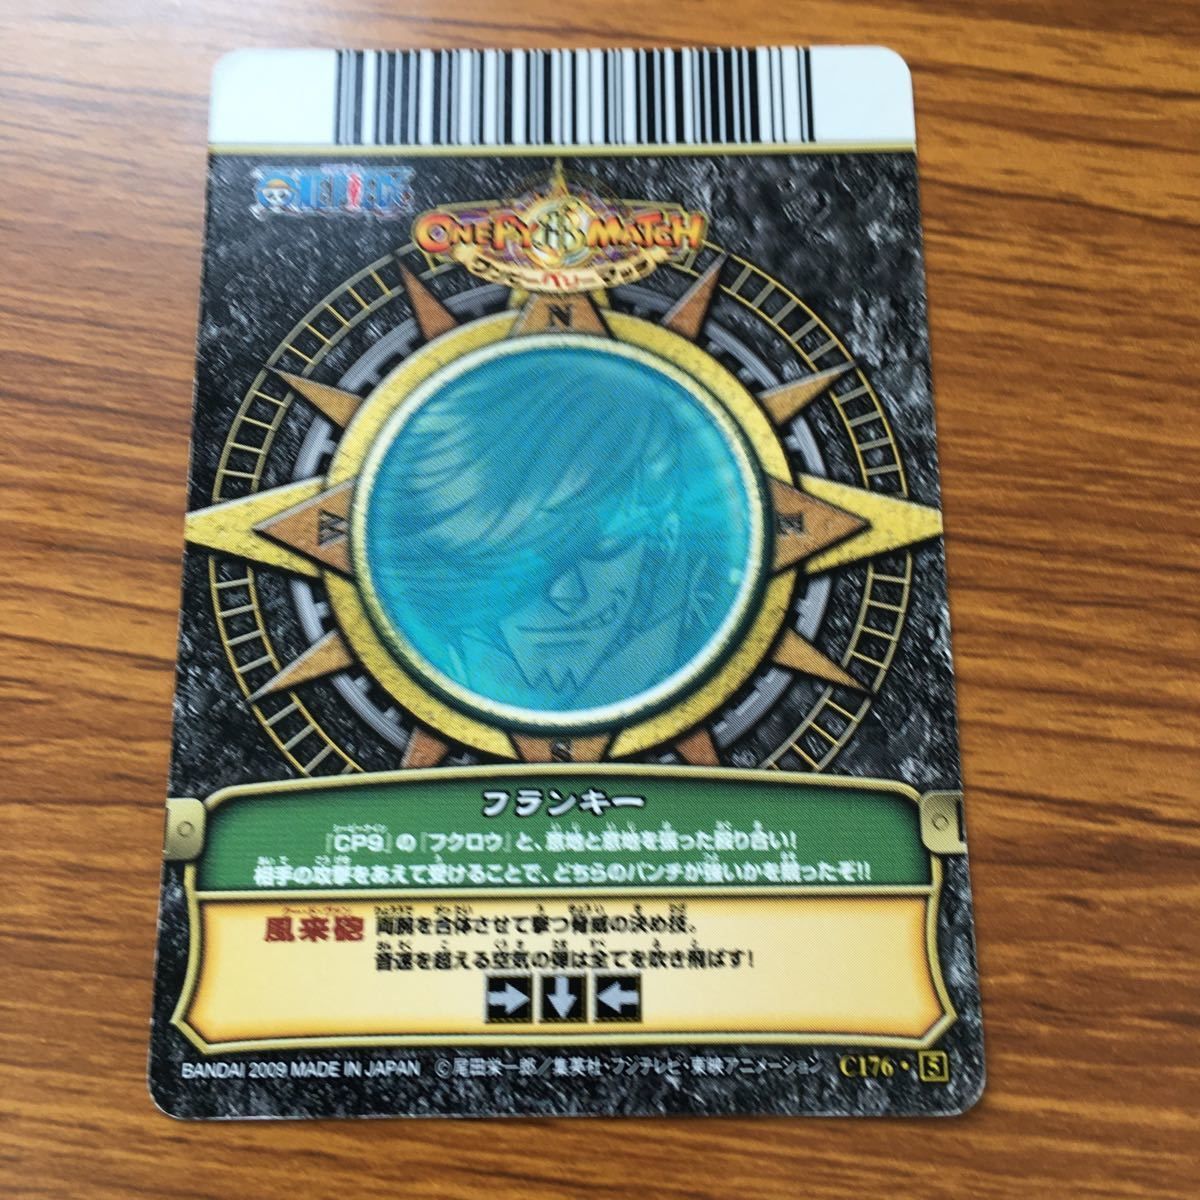 ONE PIECE
ONEPY MATCH
ワンピーベリーマッチ
N
W
E
S
フランキー
『CP9』の『フクロウ』と、意地と意地を張った殴り合い!
相手の攻撃をあえて受けることで、どちらのパンチが強いかを競ったぞ!!
風来砲 両腕を合体させて撃つ脅威の決め技。
音速を超える空気の弾は全てを吹き飛ばす!
BANDAI 2009 MADE IN JAPAN ©尾田栄一郎/集英社・フジテレビ・東映アニメーション C176・5